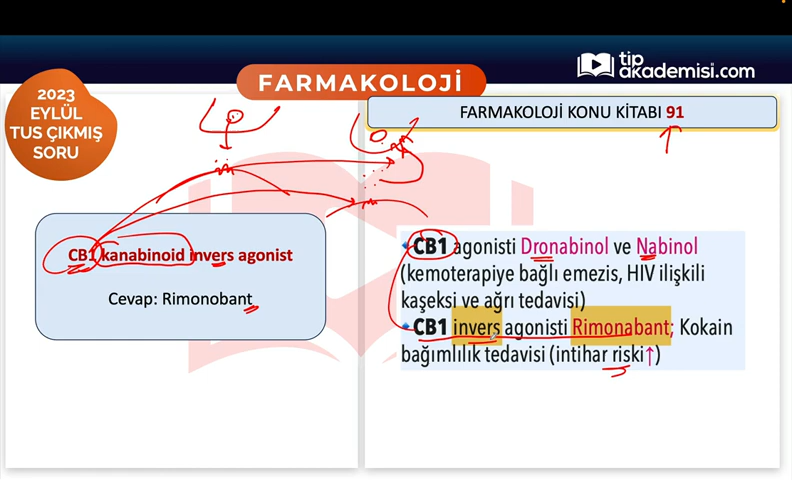 tıp
akademisi.com
FARMAKOLOJİ
2023
EYLÜL
TUS ÇIKMIŞ
SORU
FARMAKOLOJİ KONU KİTABI 91
CB1 kanabinoid invers agonist
Cevap: Rimonobant
CB1 agonisti Dronabinol ve Nabinol
(kemoterapiye bağlı emezis, HIV ilişkili
kaşeksi ve ağrı tedavisi)
CB1 invers agonisti Rimonabant; Kokain
bağımlılık tedavisi (intihar riski↑)